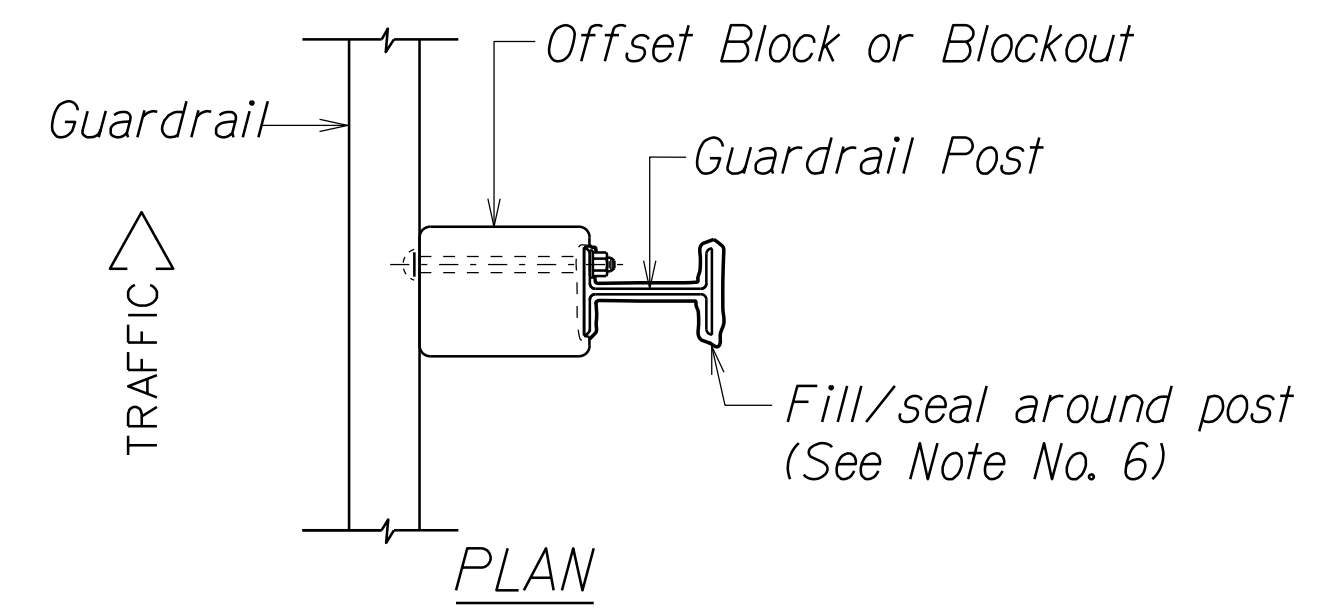 Offset Block or Blockout
Guardrail
Guardrail Post
TRAFFIC
Fill/seal around post
(See Note No. 6)
PLAN